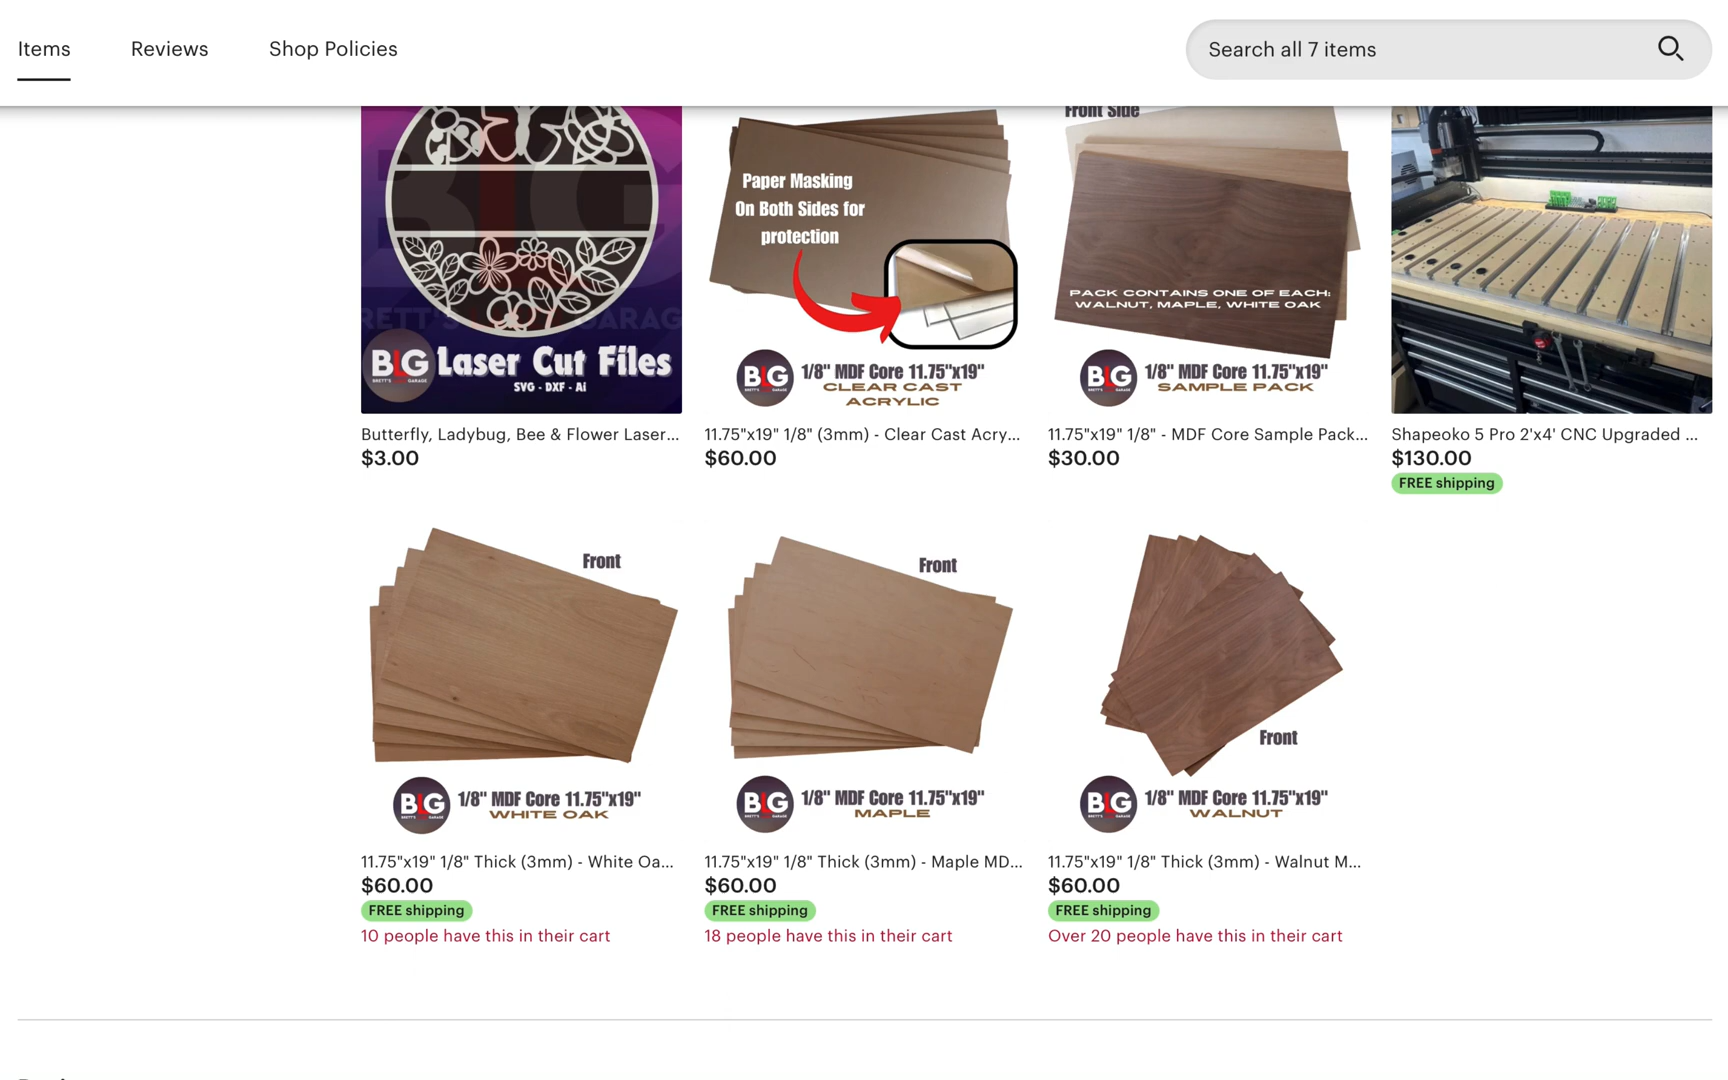 Items
Reviews
Shop Policies
Search all 7 items
BLG
BRETT'S GARAGE
Laser Cut Files
SVG - DXF - Ai
Butterfly, Ladybug, Bee & Flower Laser...
$3.00
Paper Masking
On Both Sides for
protection
BLG
1/8" MDF Core 11.75"x19"
CLEAR CAST
ACRYLIC
11.75"x19" 1/8" (3mm) - Clear Cast Acry...
$60.00
Front Side
PACK CONTAINS ONE OF EACH:
WALNUT, MAPLE, WHITE OAK
BLG
1/8" MDF Core 11.75"x19"
SAMPLE PACK
11.75"x19" 1/8" - MDF Core Sample Pack...
$30.00
Shapeoko 5 Pro 2'x4' CNC Upgraded ...
$130.00
FREE shipping
Front
BLG
1/8" MDF Core 11.75"x19"
WHITE OAK
11.75"x19" 1/8" Thick (3mm) - White Oa...
$60.00
FREE shipping
10 people have this in their cart
Front
BLG
1/8" MDF Core 11.75"x19"
MAPLE
11.75"x19" 1/8" Thick (3mm) - Maple MD...
$60.00
FREE shipping
18 people have this in their cart
Front
BLG
1/8" MDF Core 11.75"x19"
WALNUT
11.75"x19" 1/8" Thick (3mm) - Walnut M...
$60.00
FREE shipping
Over 20 people have this in their cart